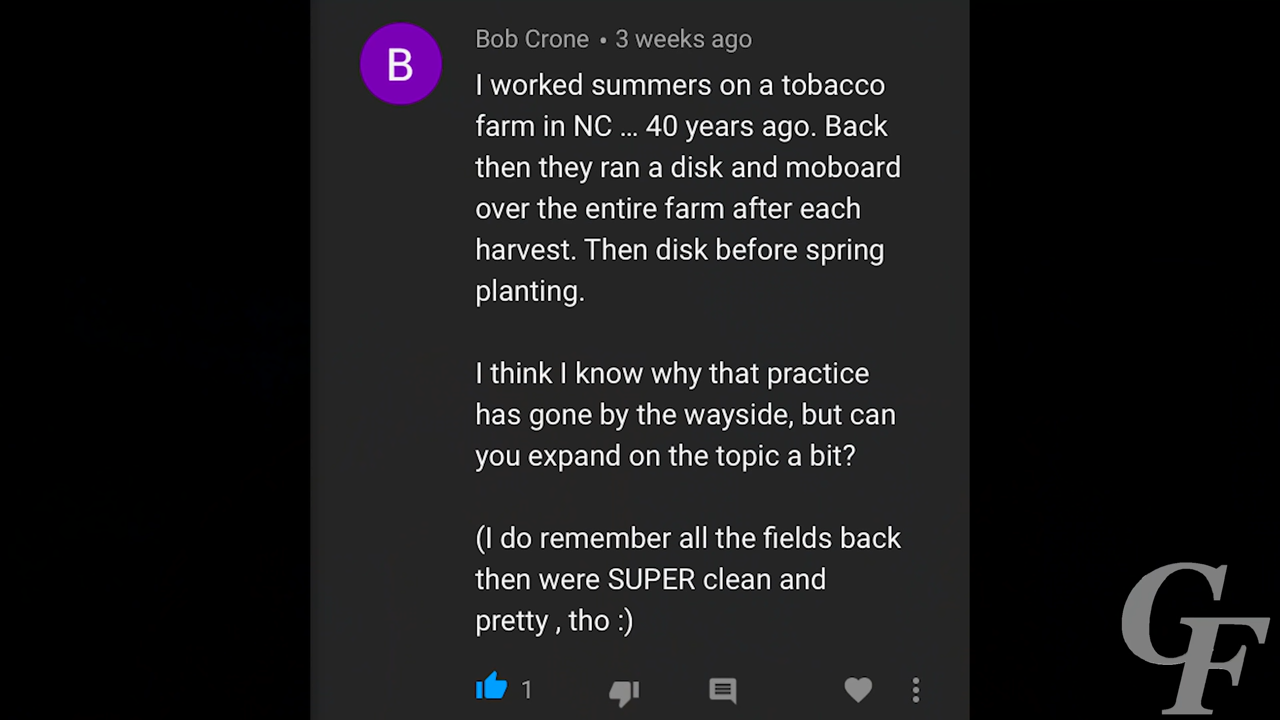 B
Bob Crone • 3 weeks ago
I worked summers on a tobacco
farm in NC ... 40 years ago. Back
then they ran a disk and moboard
over the entire farm after each
harvest. Then disk before spring
planting.
I think I know why that practice
has gone by the wayside, but can
you expand on the topic a bit?
(I do remember all the fields back
then were SUPER clean and
pretty , tho :)
1
GF